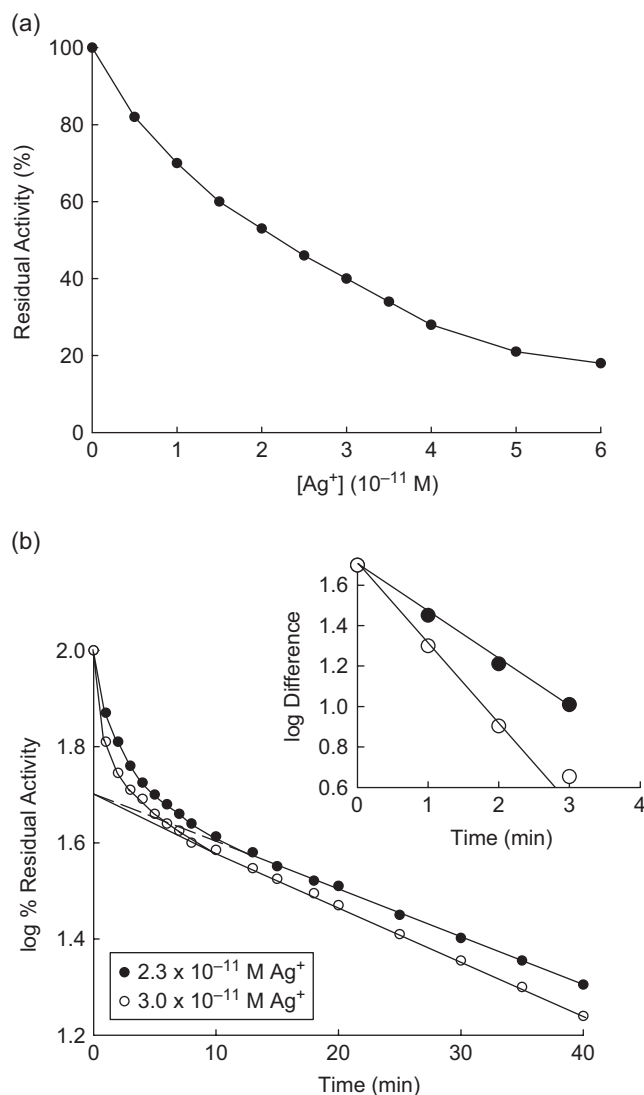 (a)
100
80
60
40
20
0
Residual Activity (%)
0 1 2 3 4 5 6
[Ag⁺] (10⁻¹¹ M)
(b)
2.0
1.8
1.6
1.4
1.2
log % Residual Activity
0 10 20 30 40
Time (min)
2.3 x 10⁻¹¹ M Ag⁺
3.0 x 10⁻¹¹ M Ag⁺
1.6
1.4
1.2
1.0
0.8
0.6
log Difference
0 1 2 3 4
Time (min)